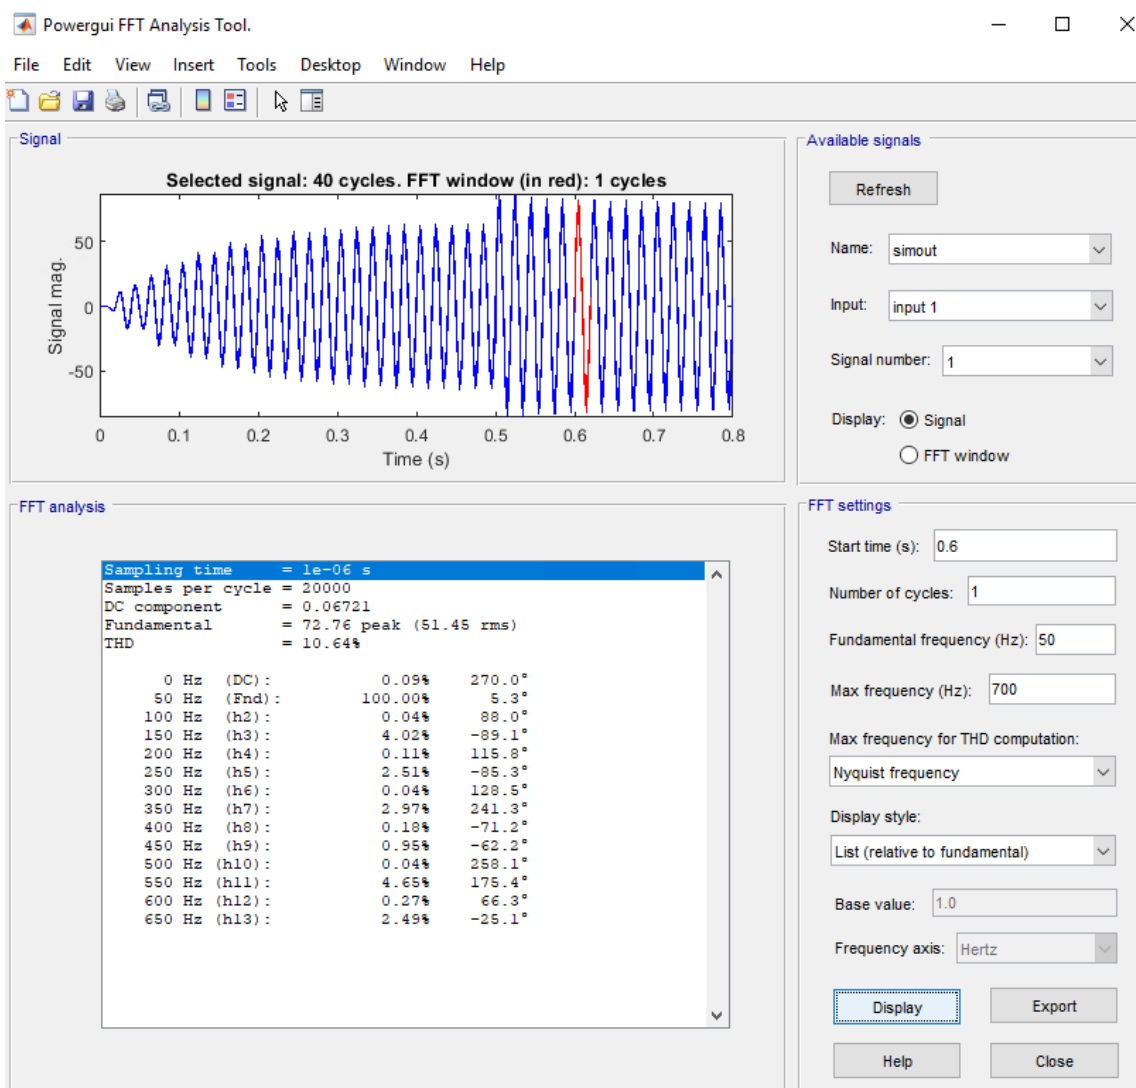 Powergui FFT Analysis Tool.
File Edit View Insert Tools Desktop Window Help
Signal
Selected signal: 40 cycles. FFT window (in red): 1 cycles
50
0
-50
Signal mag.
0 0.1 0.2 0.3 0.4 0.5 0.6 0.7 0.8
Time (s)
Available signals
Refresh
Name: simout
Input: input 1
Signal number: 1
Display: Signal
FFT window
FFT analysis
Sampling time = 1e-06 s
Samples per cycle = 20000
DC component = 0.06721
Fundamental = 72.76 peak (51.45 rms)
THD = 10.64%
0 Hz (DC): 0.09% 270.0°
50 Hz (Fnd): 100.00% 5.3°
100 Hz (h2): 0.04% 88.0°
150 Hz (h3): 4.02% -89.1°
200 Hz (h4): 0.11% 115.8°
250 Hz (h5): 2.51% -85.3°
300 Hz (h6): 0.04% 128.5°
350 Hz (h7): 2.97% 241.3°
400 Hz (h8): 0.18% -71.2°
450 Hz (h9): 0.95% -62.2°
500 Hz (h10): 0.04% 258.1°
550 Hz (h11): 4.65% 175.4°
600 Hz (h12): 0.27% 66.3°
650 Hz (h13): 2.49% -25.1°
FFT settings
Start time (s): 0.6
Number of cycles: 1
Fundamental frequency (Hz): 50
Max frequency (Hz): 700
Max frequency for THD computation:
Nyquist frequency
Display style:
List (relative to fundamental)
Base value: 1.0
Frequency axis: Hertz
Display Export
Help Close